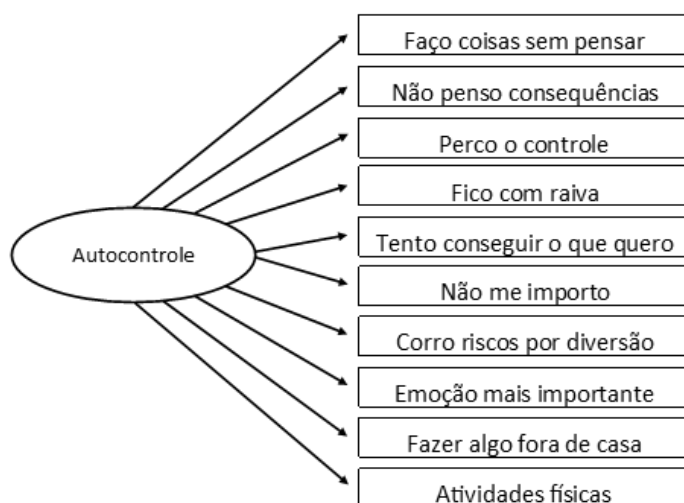 Faço coisas sem pensar
Não penso consequências
Perco o controle
Fico com raiva
Autocontrole
Tento conseguir o que quero
Não me importo
Corro riscos por diversão
Emoção mais importante
Fazer algo fora de casa
Atividades físicas